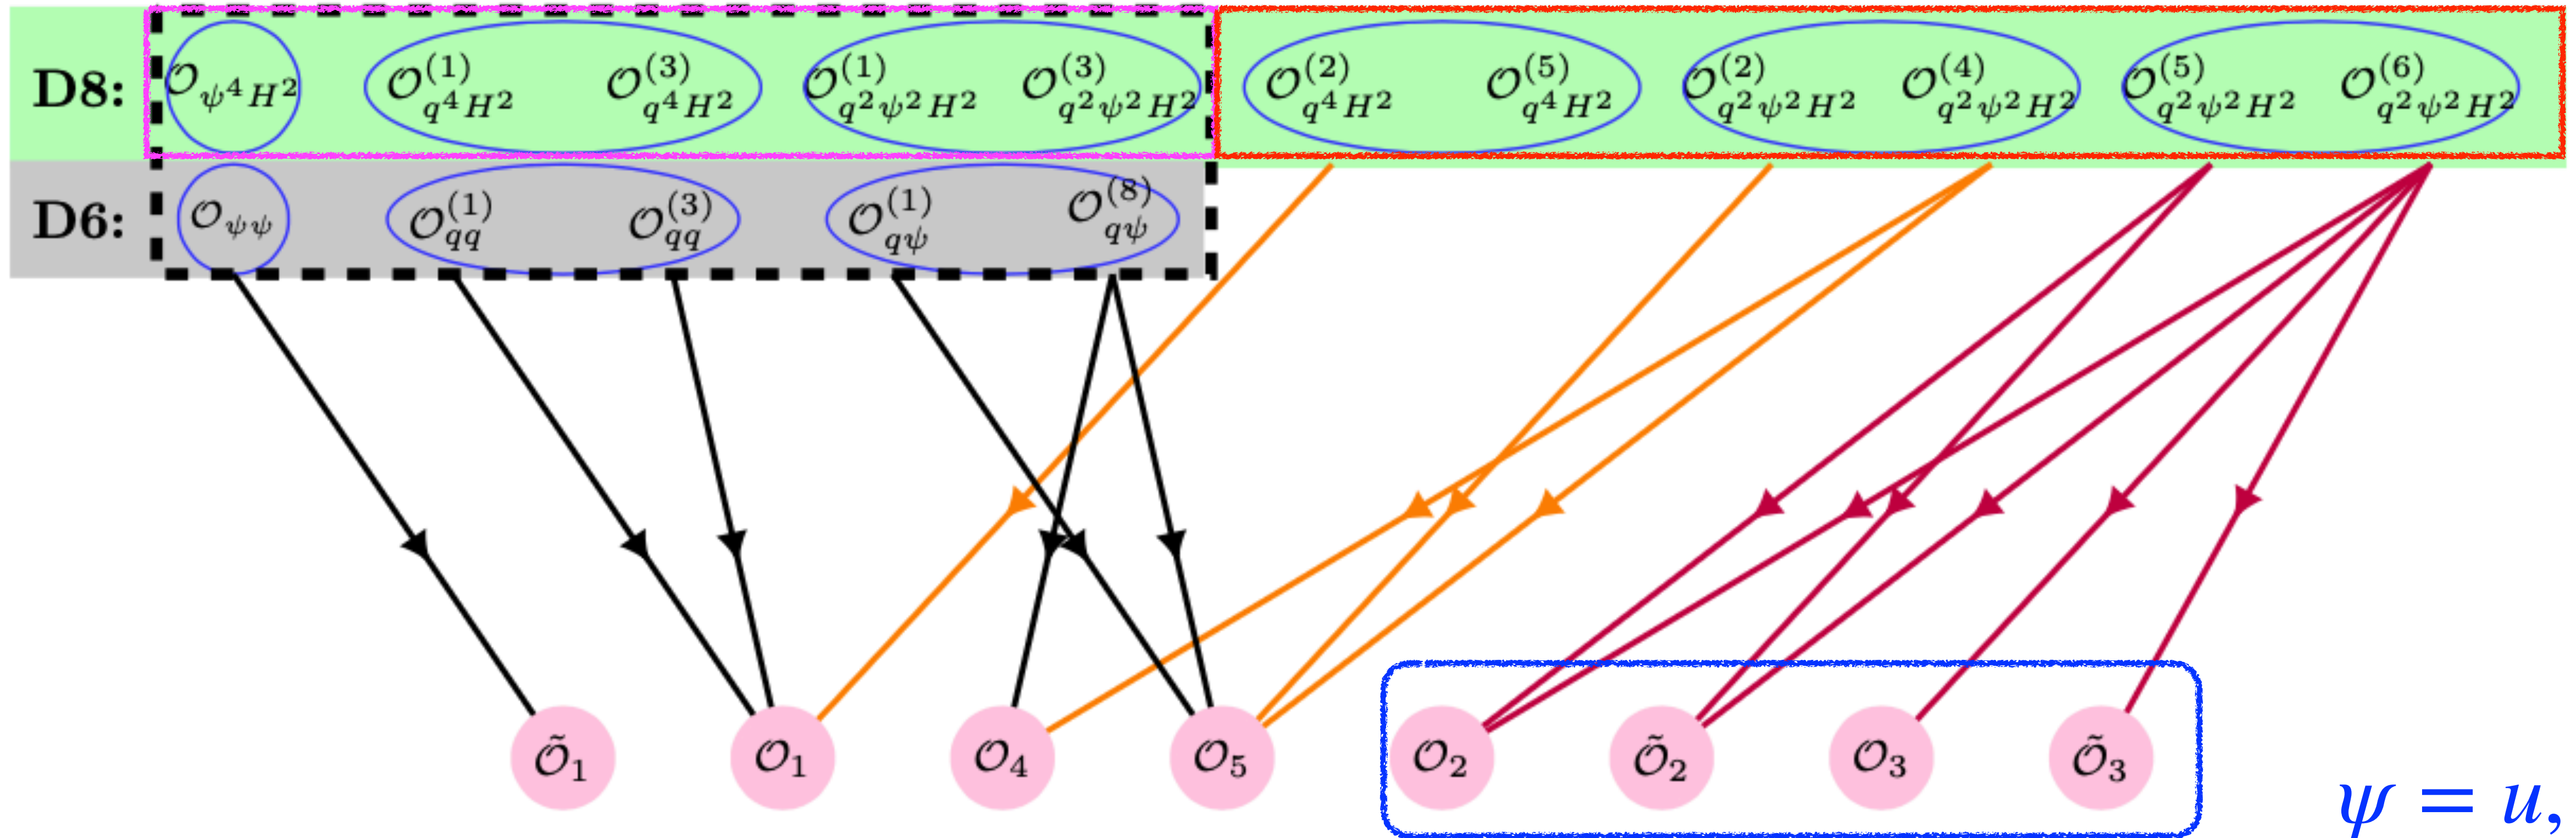 D8: 𝒪_{ψ⁴H²} 𝒪^{(1)}_{q⁴H²} 𝒪^{(3)}_{q⁴H²} 𝒪^{(1)}_{q²ψ²H²} 𝒪^{(3)}_{q²ψ²H²} 𝒪^{(2)}_{q⁴H²} 𝒪^{(5)}_{q⁴H²} 𝒪^{(2)}_{q²ψ²H²} 𝒪^{(4)}_{q²ψ²H²} 𝒪^{(5)}_{q²ψ²H²} 𝒪^{(6)}_{q²ψ²H²}
D6: 𝒪_{ψψ} 𝒪^{(1)}_{qq} 𝒪^{(3)}_{qq} 𝒪^{(1)}_{qψ} 𝒪^{(8)}_{qψ}
𝒪̃₁ 𝒪₁ 𝒪₄ 𝒪₅ 𝒪₂ 𝒪̃₂ 𝒪₃ 𝒪̃₃
ψ = u,